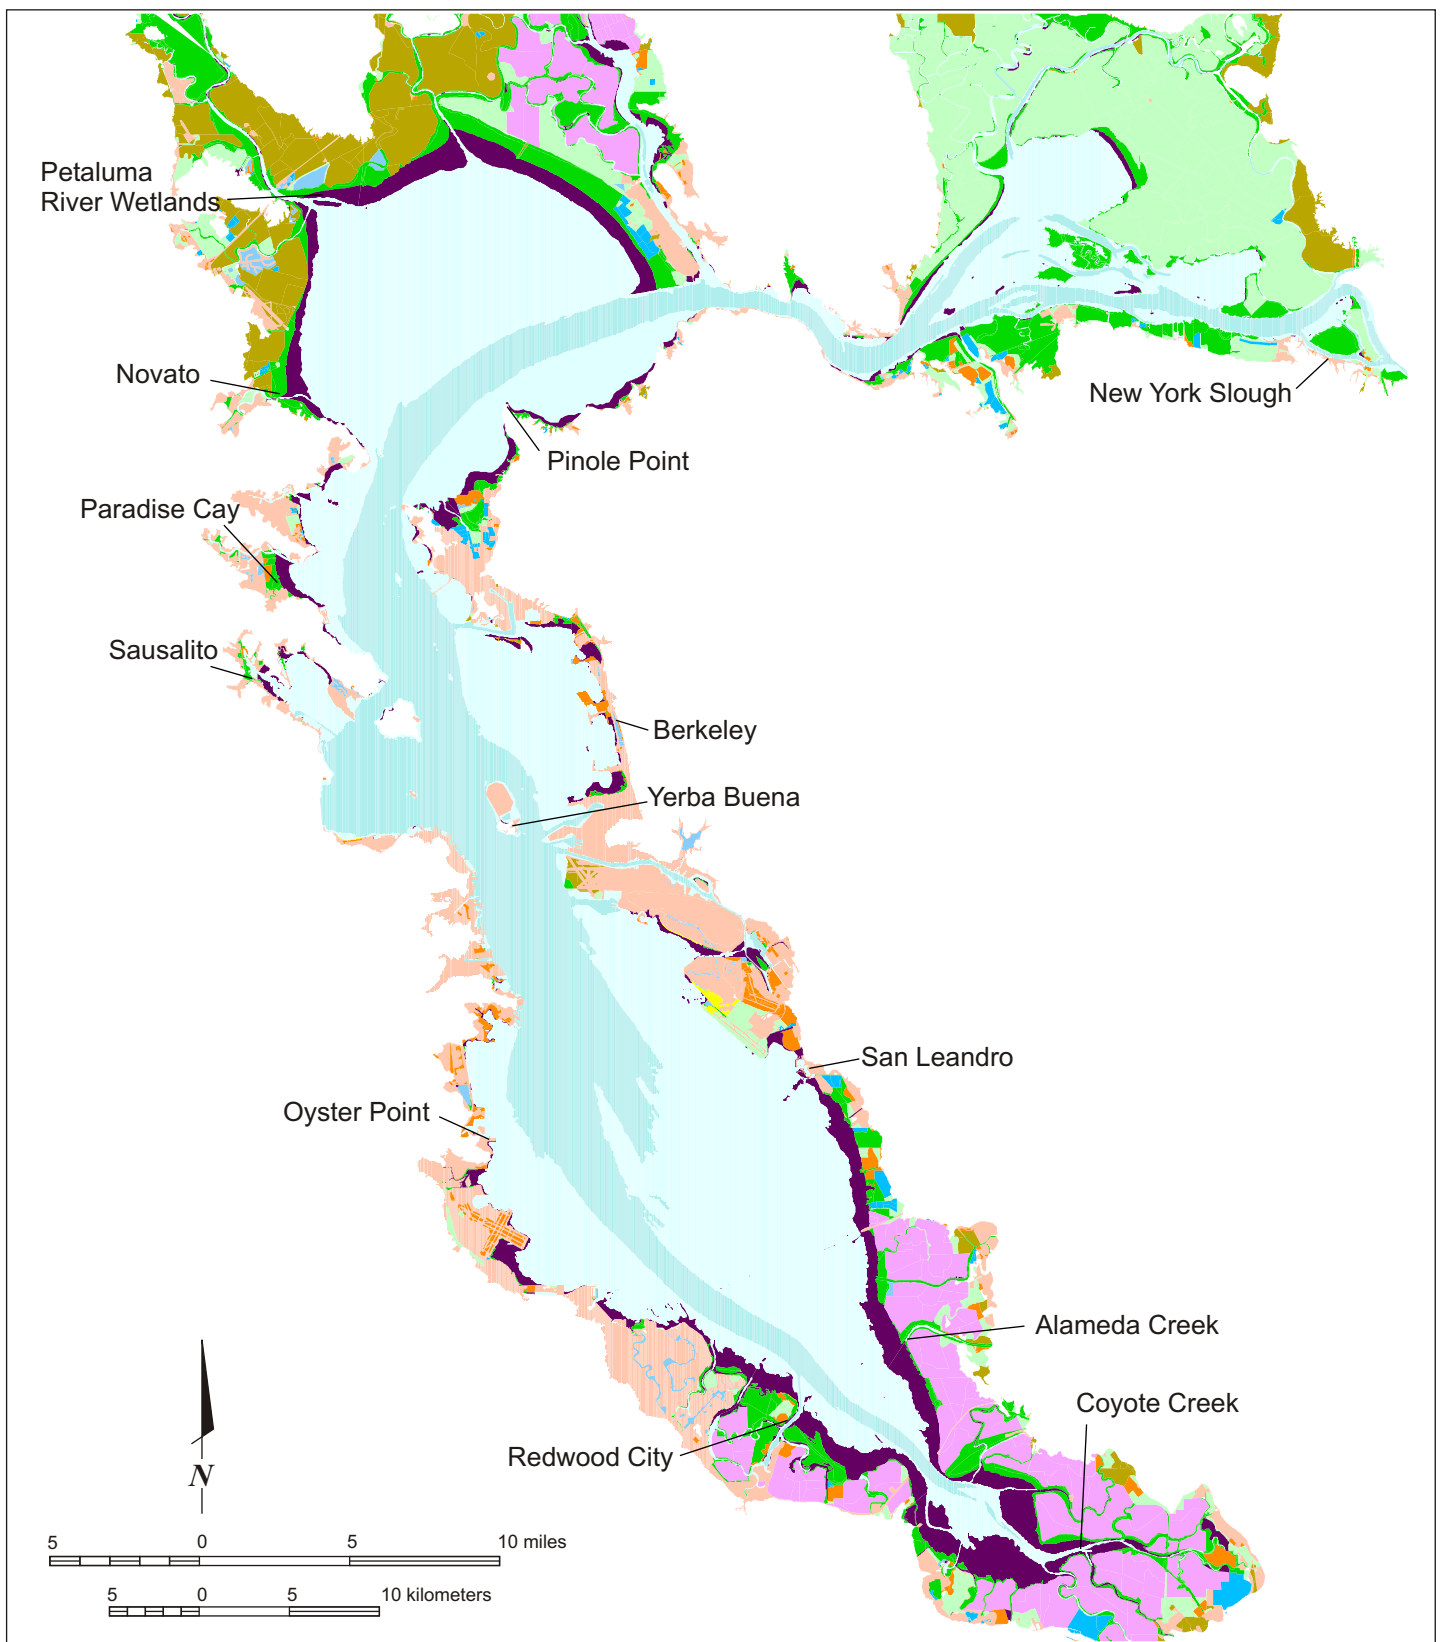 Petaluma
River Wetlands
Novato
New York Slough
Pinole Point
Paradise Cay
Sausalito
Berkeley
Yerba Buena
San Leandro
Oyster Point
Alameda Creek
Coyote Creek
Redwood City
N
5 0 5 10 miles
5 0 5 10 kilometers